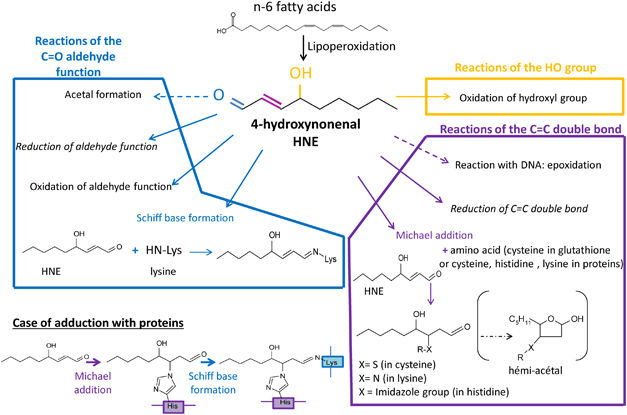 n-6 fatty acids
O
HO
Lipoperoxidation
Reactions of the
C=O aldehyde
function
OH
O
4-hydroxynonenal
HNE
Acetal formation
Reduction of aldehyde function
Oxidation of aldehyde function
Schiff base formation
OH
O
HNE
+ HN-Lys
lysine
OH
N
Lys
Reactions of the HO group
Oxidation of hydroxyl group
Reactions of the C=C double bond
Reaction with DNA: epoxidation
Reduction of C=C double bond
Michael addition
+ amino acid (cysteine in glutathione
or cysteine, histidine , lysine in proteins)
OH
O
HNE
OH
O
R-X
X= S (in cysteine)
X= N (in lysine)
X = Imidazole group (in histidine)
C5H11
O
OH
X
R
hémi-acétal
Case of adduction with proteins
OH
O
Michael
addition
OH
O
N
N
His
Schiff base
formation
OH
N
Lys
N
N
His